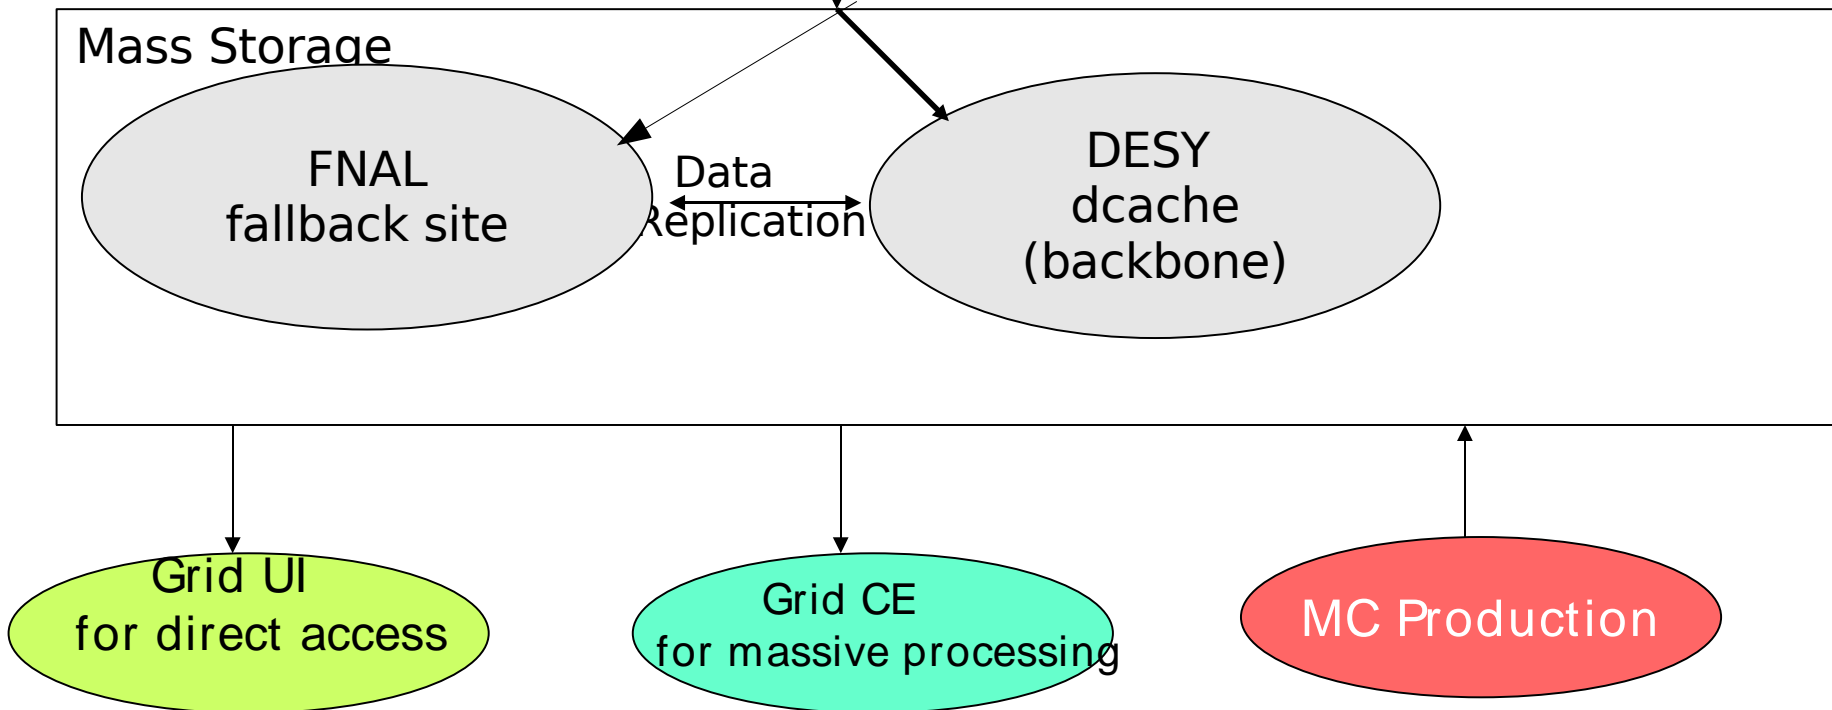 Mass Storage
FNAL
fallback site
Data
Replication
DESY
dcache
(backbone)
Grid UI
for direct access
Grid CE
for massive processing
MC Production